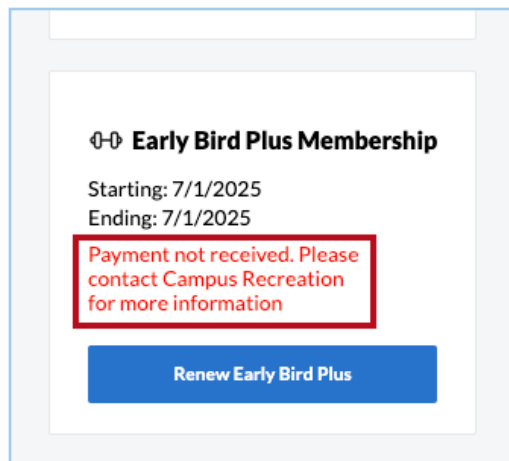 Early Bird Plus Membership
Starting: 7/1/2025
Ending: 7/1/2025
Payment not received. Please
contact Campus Recreation
for more information
Renew Early Bird Plus